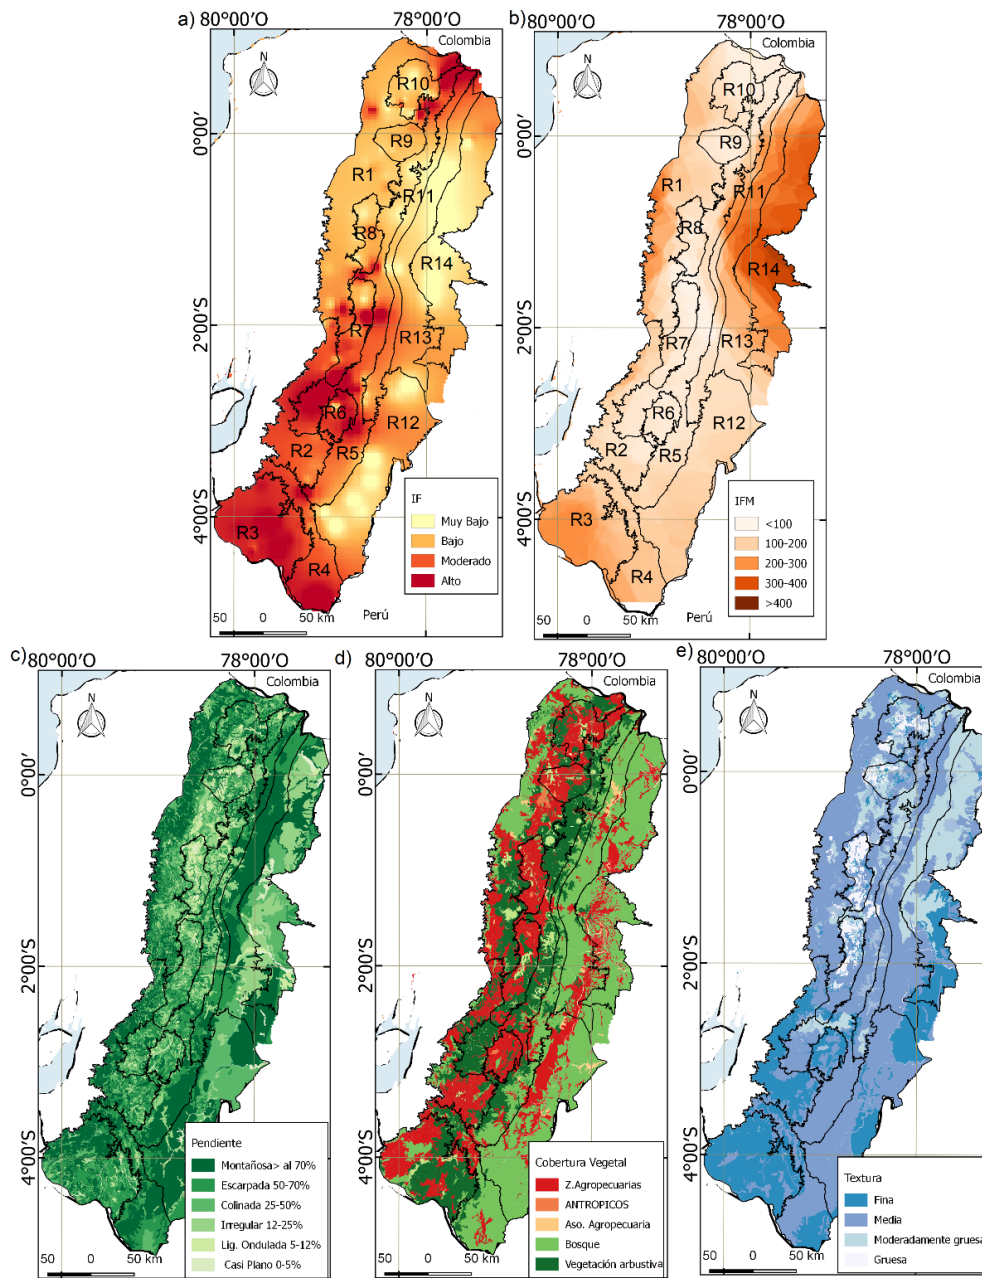 a)
80°00'O
78°00'O
Colombia
N
0°00'
2°00'S
4°00'S
R10
R9
R1
R11
R8
R14
R7
R13
R6
R12
R2
R5
R3
R4
IF
Muy Bajo
Bajo
Moderado
Alto
Perú
50 0 50 km
b)
80°00'O
78°00'O
Colombia
N
0°00'
2°00'S
4°00'S
R10
R9
R1
R11
R8
R14
R7
R13
R6
R12
R2
R5
R3
R4
IFM
<100
100-200
200-300
300-400
>400
Perú
50 0 50 km
c)
80°00'O
78°00'O
Colombia
N
0°00'
2°00'S
4°00'S
Pendiente
Montañosa> al 70%
Escarpada 50-70%
Colinada 25-50%
Irregular 12-25%
Lig. Ondulada 5-12%
Casi Plano 0-5%
50 0 50 km
d)
80°00'O
78°00'O
Colombia
N
0°00'
2°00'S
4°00'S
Cobertura Vegetal
Z.Agropecuarias
ANTROPICOS
Aso. Agropecuaria
Bosque
Vegetación arbustiva
50 0 50 km
e)
80°00'O
78°00'O
Colombia
N
0°00'
2°00'S
4°00'S
Textura
Fina
Media
Moderadamente gruesa
Gruesa
50 0 50 km